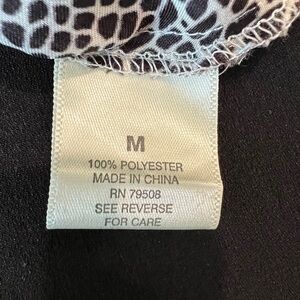 M
100% POLYESTER
MADE IN CHINA
RN 79508
SEE REVERSE
FOR CARE